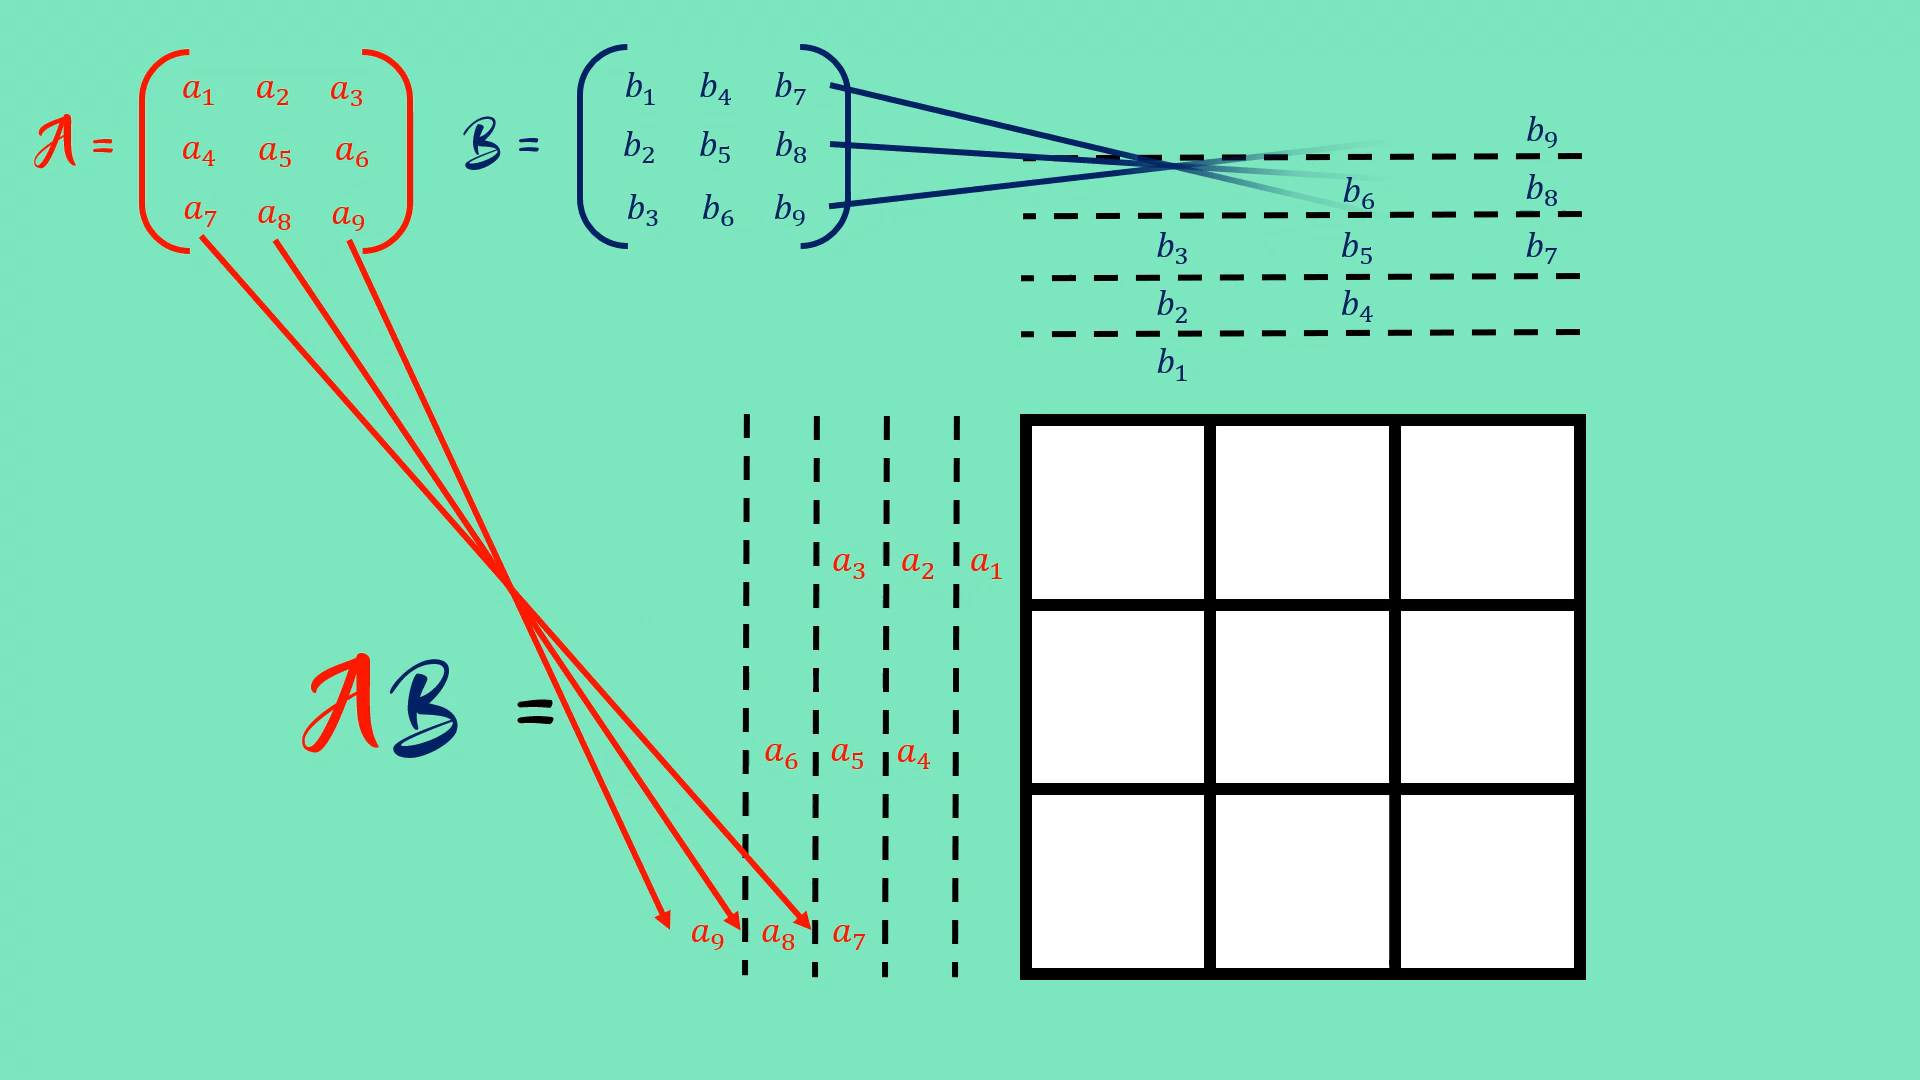 A = a₁ a₂ a₃
a₄ a₅ a₆
a₇ a₈ a₉
B = b₁ b₄ b₇
b₂ b₅ b₈
b₃ b₆ b₉
b₉
b₆ b₈
b₃ b₅ b₇
b₂ b₄
b₁
a₃ a₂ a₁
AB =
a₆ a₅ a₄
a₉ a₈ a₇